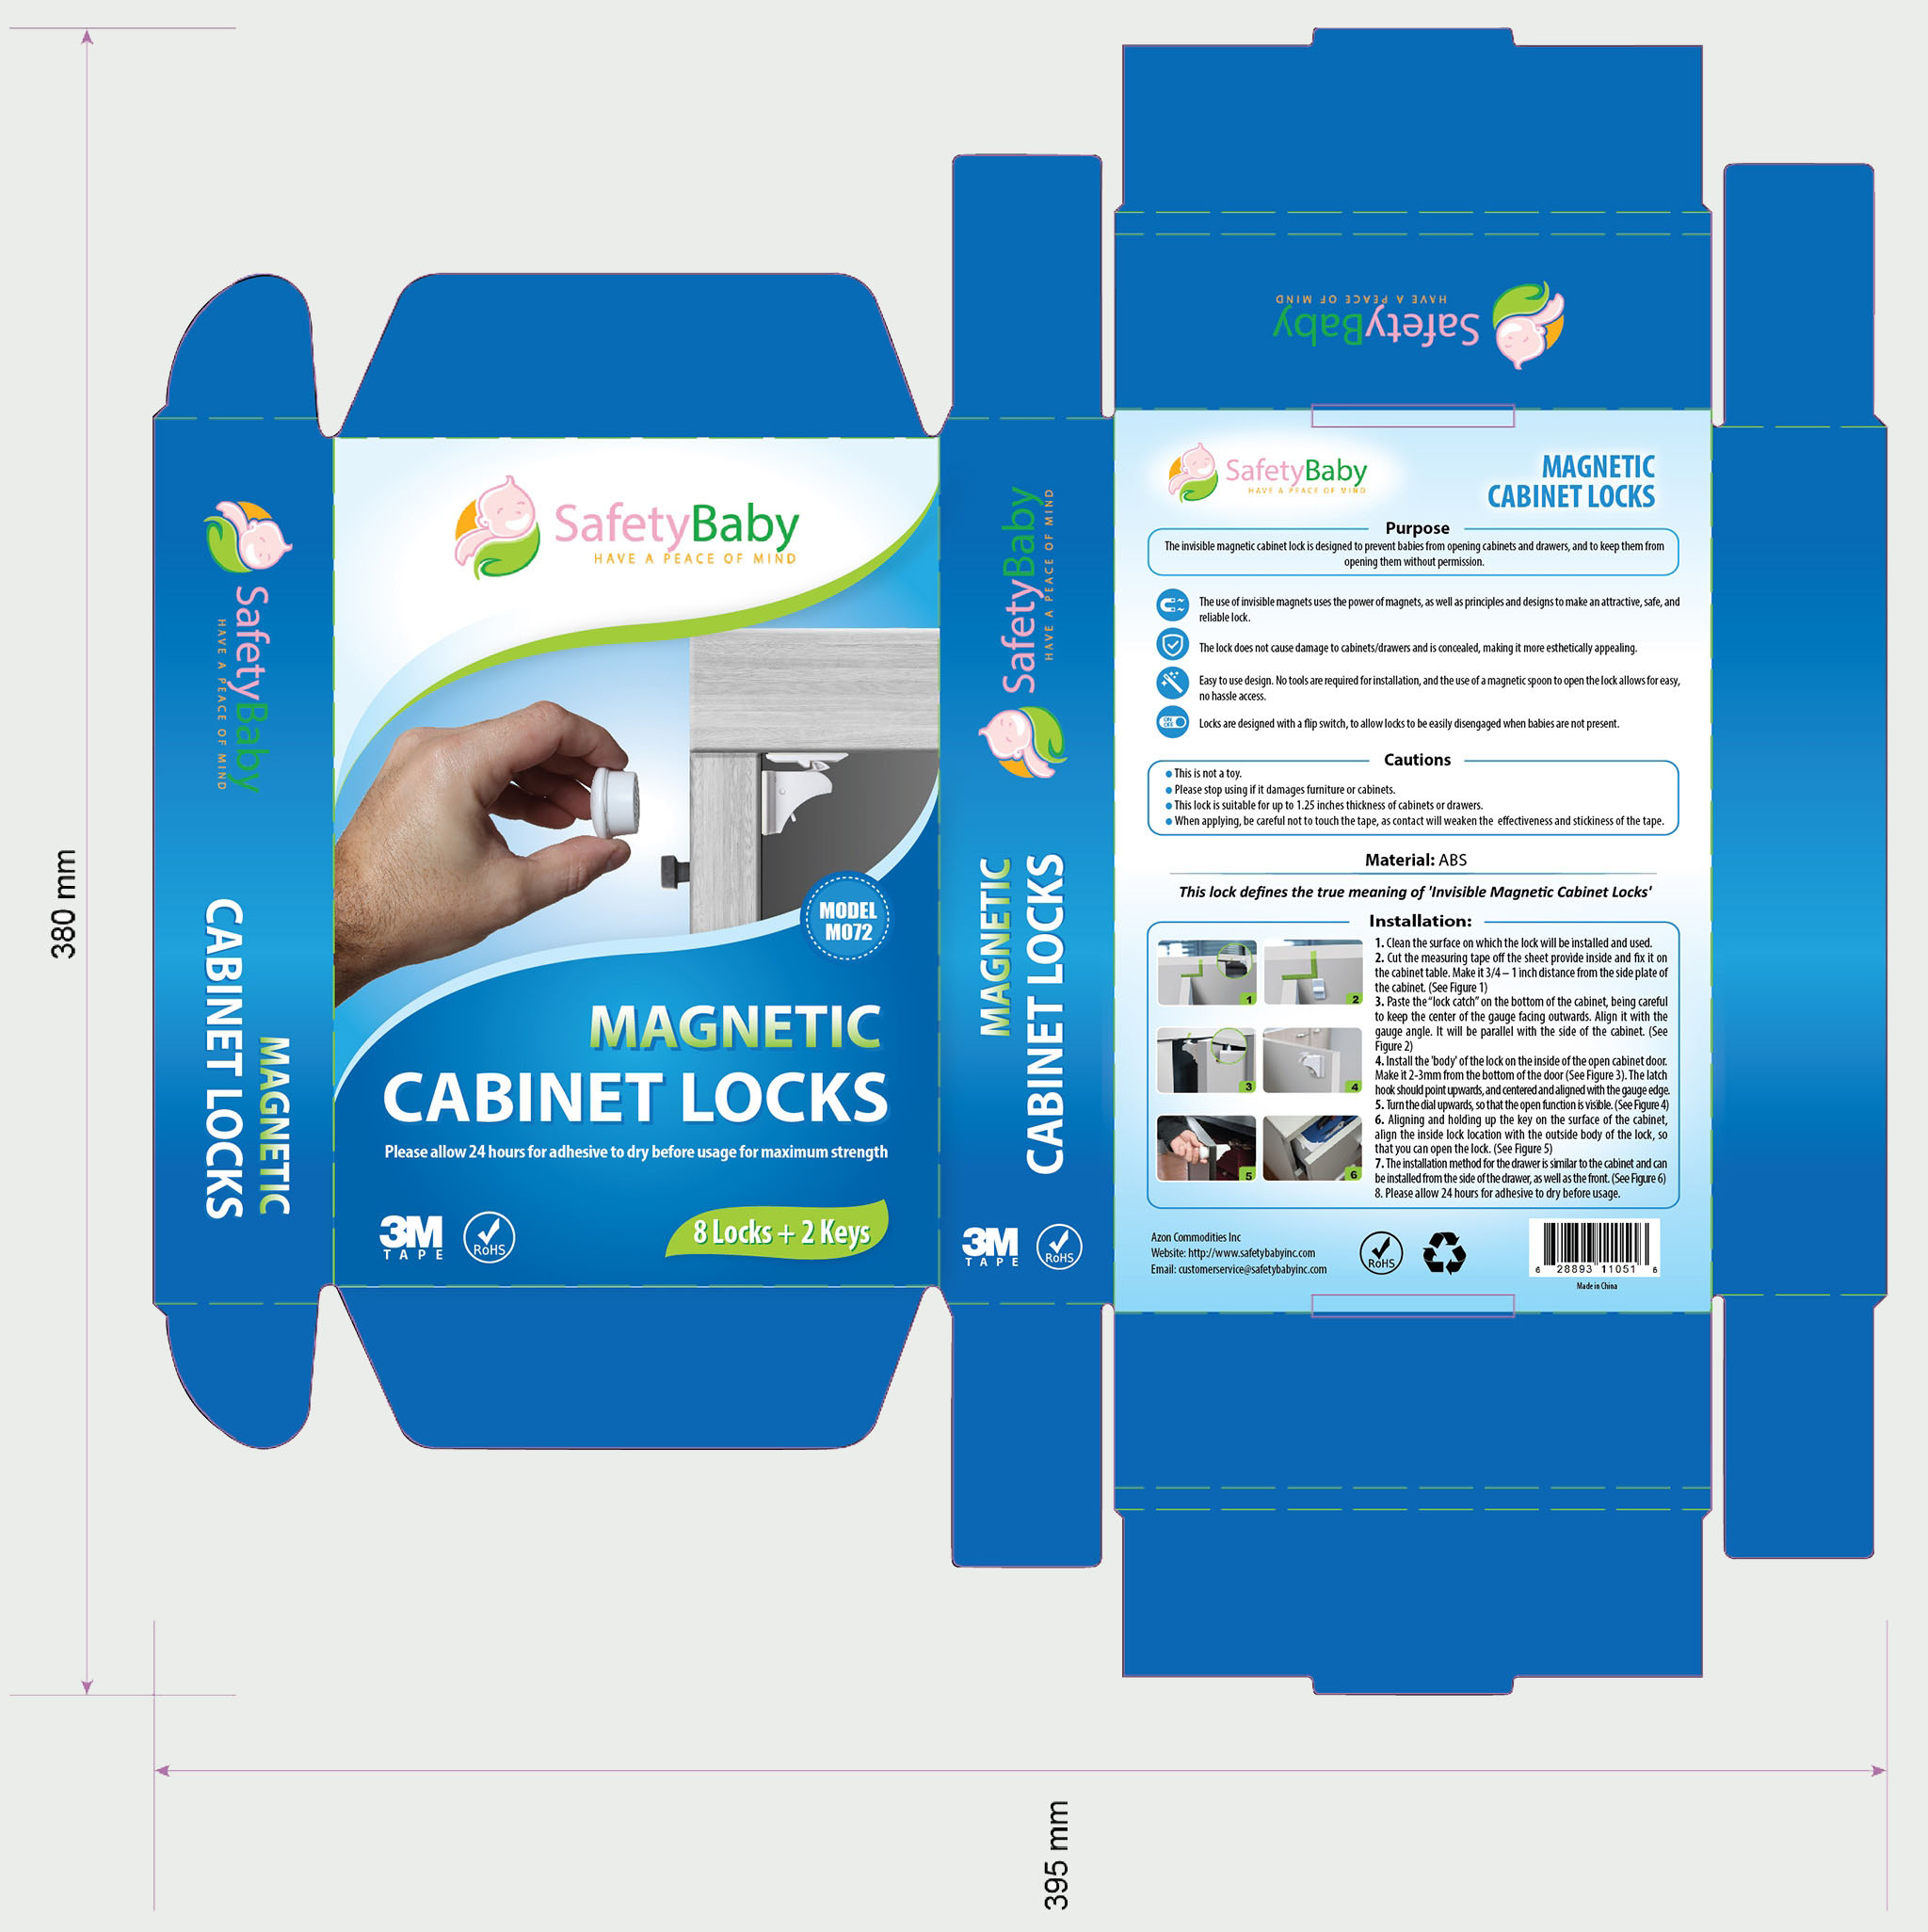 380 mm
SafetyBaby
HAVE A PEACE OF MIND
MAGNETIC
CABINET LOCKS
SafetyBaby
HAVE A PEACE OF MIND
MODEL
M072
MAGNETIC
CABINET LOCKS
Please allow 24 hours for adhesive to dry before usage for maximum strength
3M
TAPE
RoHS
8 Locks + 2 Keys
SafetyBaby
HAVE A PEACE OF MIND
MAGNETIC
CABINET LOCKS
3M
TAPE
RoHS
SafetyBaby
HAVE A PEACE OF MIND
SafetyBaby
HAVE A PEACE OF MIND
MAGNETIC
CABINET LOCKS
Purpose
The invisible magnetic cabinet lock is designed to prevent babies from opening cabinets and drawers, and to keep them from
opening them without permission.
The use of invisible magnets uses the power of magnets, as well as principles and designs to make an attractive, safe, and
reliable lock.
The lock does not cause damage to cabinets/drawers and is concealed, making it more esthetically appealing.
Easy to use design. No tools are required for installation, and the use of a magnetic spoon to open the lock allows for easy,
no hassle access.
Locks are designed with a flip switch, to allow locks to be easily disengaged when babies are not present.
Cautions
This is not a toy.
Please stop using if it damages furniture or cabinets.
This lock is suitable for up to 1.25 inches thickness of cabinets or drawers.
When applying, be careful not to touch the tape, as contact will weaken the effectiveness and stickiness of the tape.
Material: ABS
This lock defines the true meaning of 'Invisible Magnetic Cabinet Locks'
Installation:
1
2
3
4
5
6
1. Clean the surface on which the lock will be installed and used.
2. Cut the measuring tape off the sheet provide inside and fix it on
the cabinet table. Make it 3/4 – 1 inch distance from the side plate of
the cabinet. (See Figure 1)
3. Paste the "lock catch" on the bottom of the cabinet, being careful
to keep the center of the gauge facing outwards. Align it with the
gauge angle. It will be parallel with the side of the cabinet. (See
Figure 2)
4. Install the 'body' of the lock on the inside of the open cabinet door.
Make it 2-3mm from the bottom of the door (See Figure 3). The latch
hook should point upwards, and centered and aligned with the gauge edge.
5. Turn the dial upwards, so that the open function is visible. (See Figure 4)
6. Aligning and holding up the key on the surface of the cabinet,
align the inside lock location with the outside body of the lock, so
that you can open the lock. (See Figure 5)
7. The installation method for the drawer is similar to the cabinet and can
be installed from the side of the drawer, as well as the front. (See Figure 6)
8. Please allow 24 hours for adhesive to dry before usage.
Azon Commodities Inc
Website: http://www.safetybabyinc.com
Email: customerservice@safetybabyinc.com
RoHS
6 28893 11051 6
Made in China
395 mm